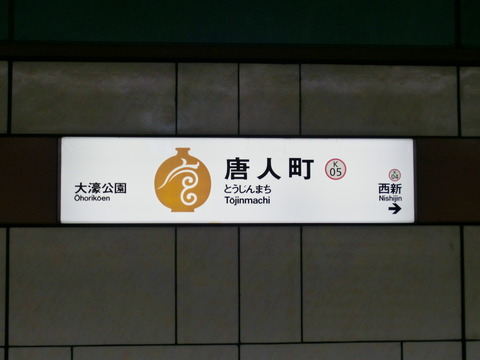 大濠公園
Ōhorikōen
唐人町
とうじんまち
Tōjinmachi
K
05
K
04
西新
Nishijin
→